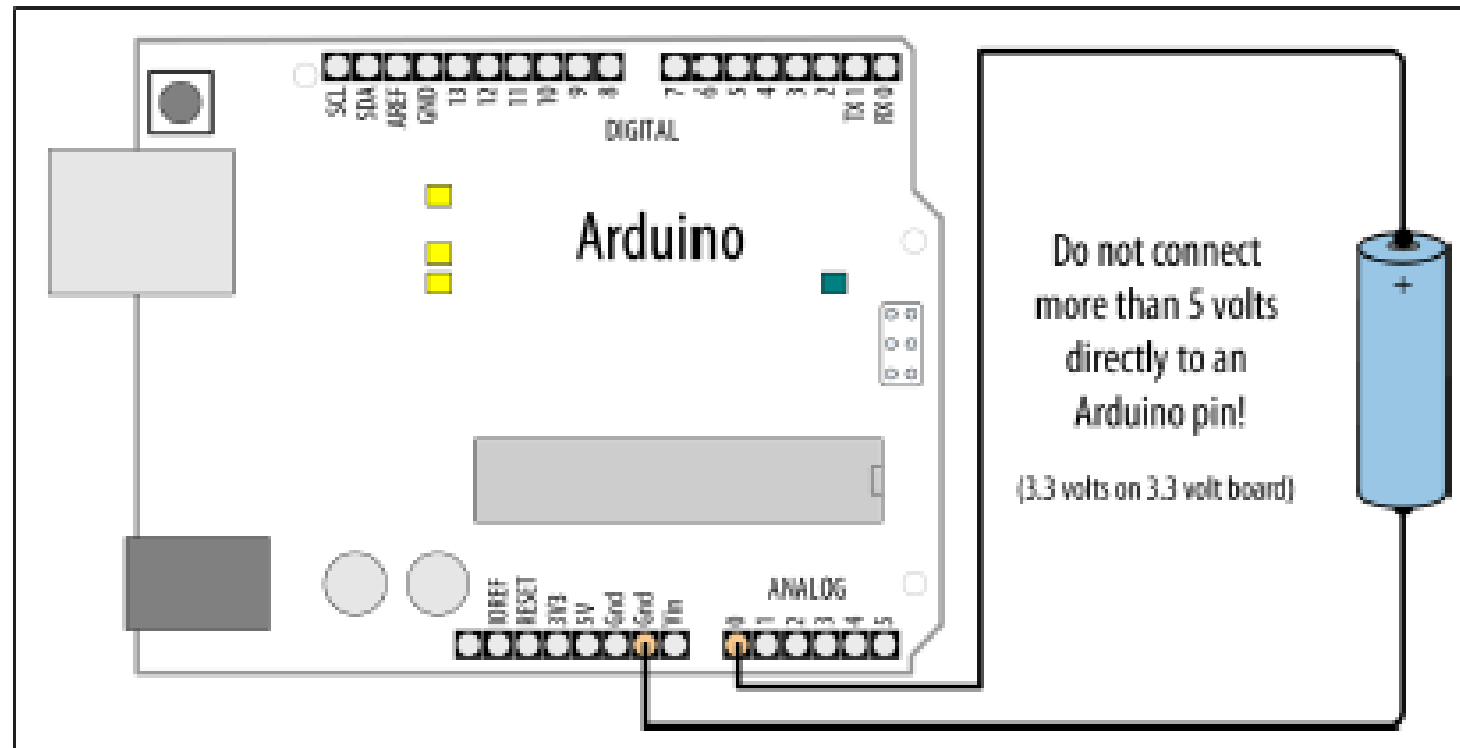 SCL
SDA
AREF
GND
13
12
11
10
9
8
7
6
5
4
3
2
TX 1
RX 0
DIGITAL
Arduino
Do not connect
more than 5 volts
directly to an
Arduino pin!
(3.3 volts on 3.3 volt board)
+
IOREF
RESET
3V3
5V
Gnd
Gnd
Vin
ANALOG
0
1
2
3
4
5